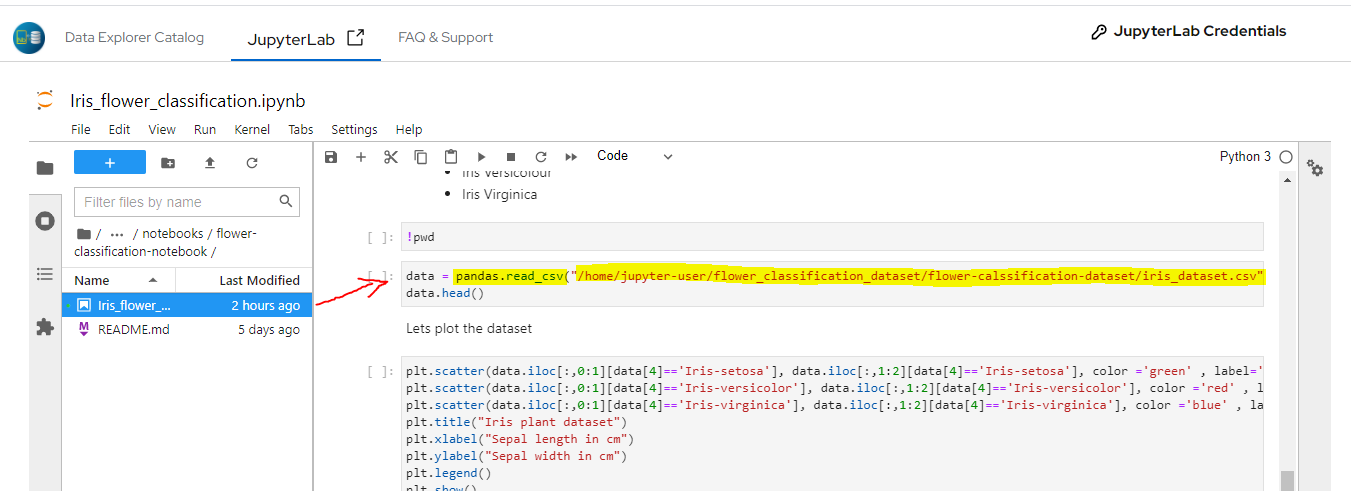 Data Explorer Catalog
JupyterLab
FAQ & Support
JupyterLab Credentials
Iris_flower_classification.ipynb
File Edit View Run Kernel Tabs Settings Help
+
Filter files by name
/ ... / notebooks / flower-
classification-notebook /
Name Last Modified
Iris_flower_... 2 hours ago
README.md 5 days ago
Code
Python 3
Iris Versicolour
Iris Virginica
[ ]: !pwd
[ ]: data = pandas.read_csv("/home/jupyter-user/flower_classification_dataset/flower-calssification-dataset/iris_dataset.csv"
data.head()
Lets plot the dataset
[ ]: plt.scatter(data.iloc[:,0:1][data[4]=='Iris-setosa'], data.iloc[:,1:2][data[4]=='Iris-setosa'], color ='green' , label='
plt.scatter(data.iloc[:,0:1][data[4]=='Iris-versicolor'], data.iloc[:,1:2][data[4]=='Iris-versicolor'], color ='red' , l
plt.scatter(data.iloc[:,0:1][data[4]=='Iris-virginica'], data.iloc[:,1:2][data[4]=='Iris-virginica'], color ='blue' , la
plt.title("Iris plant dataset")
plt.xlabel("Sepal length in cm")
plt.ylabel("Sepal width in cm")
plt.legend()
plt.show()